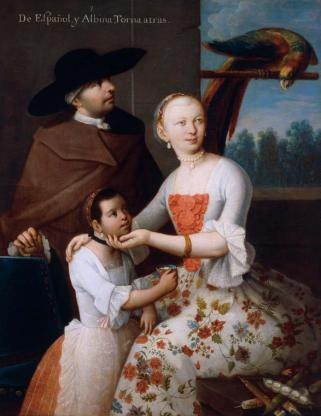 De Español, y Albina, Torna atras.